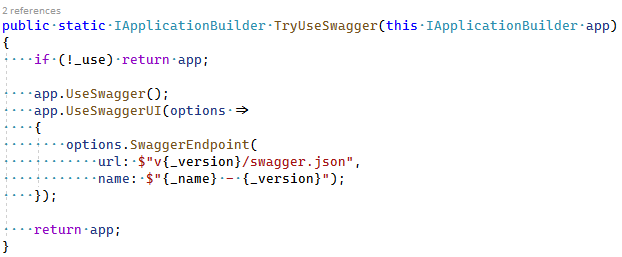 2 references
public static IApplicationBuilder TryUseSwagger(this IApplicationBuilder app)
{
    if (!_use) return app;

    app.UseSwagger();
    app.UseSwaggerUI(options =>
    {
        options.SwaggerEndpoint(
            url: $"v{_version}/swagger.json",
            name: $"{_name} - {_version}");
    });

    return app;
}